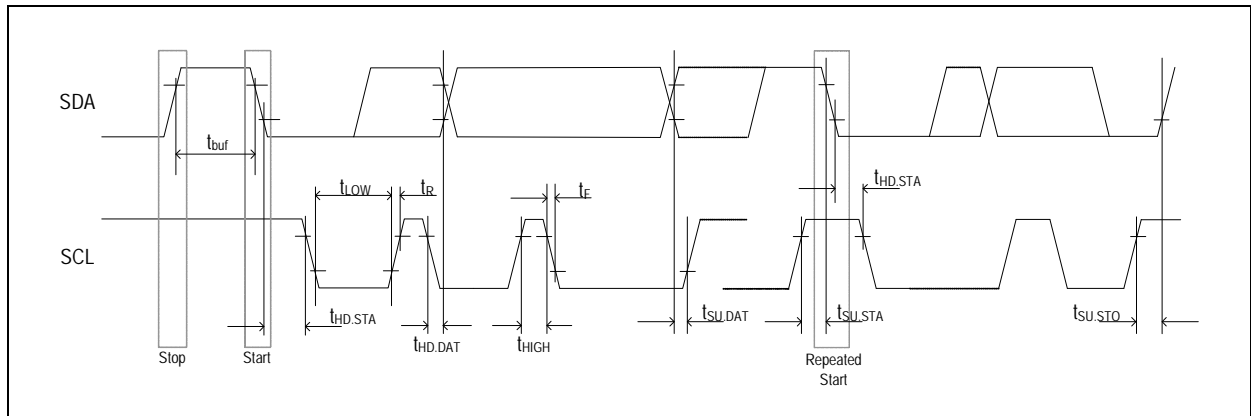 SDA
tbuf
tHD.STA
tLOW
tR
tF
SCL
tHD.STA
tHD.DAT
tHIGH
tSU.DAT
tSU.STA
tSU.STO
Stop
Start
Repeated
Start